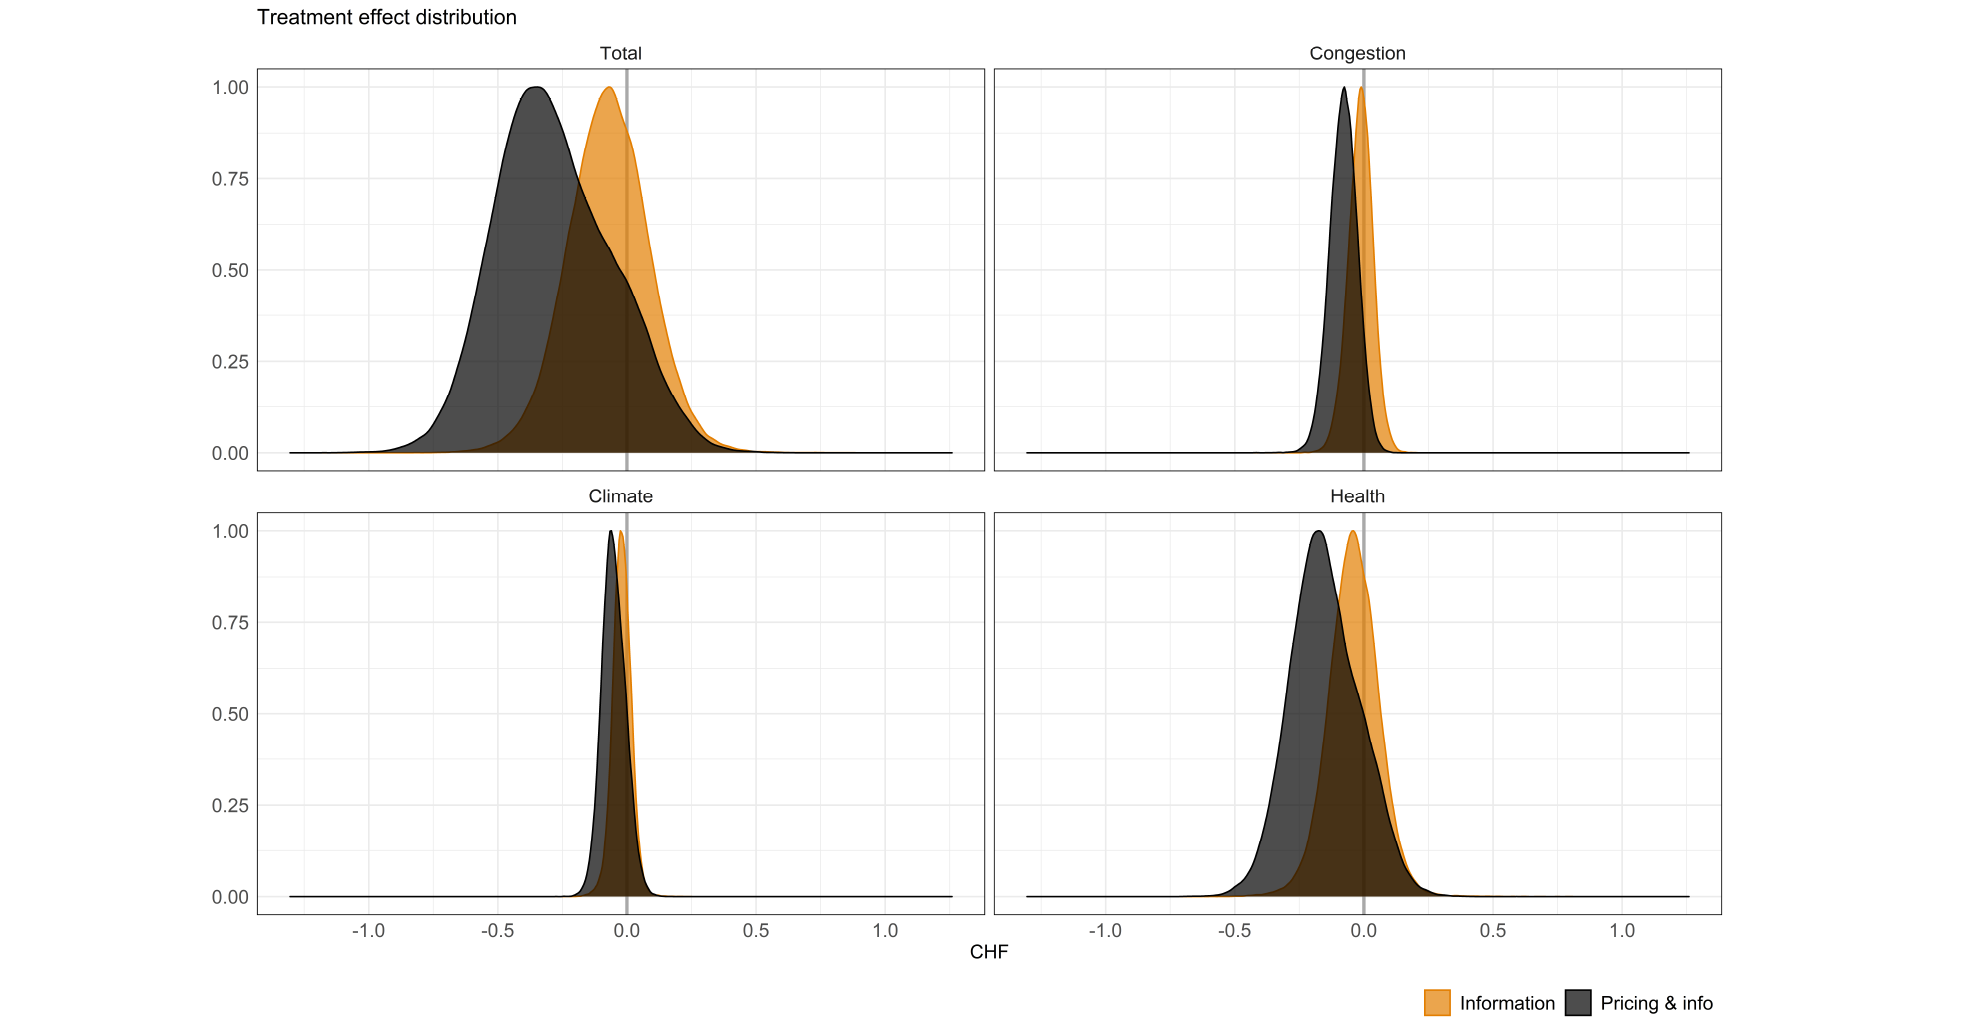 Treatment effect distribution
Total
Congestion
1.00
0.75
0.50
0.25
0.00
Climate
Health
1.00
0.75
0.50
0.25
0.00
-1.0 -0.5 0.0 0.5 1.0
-1.0 -0.5 0.0 0.5 1.0
CHF
Information Pricing & info